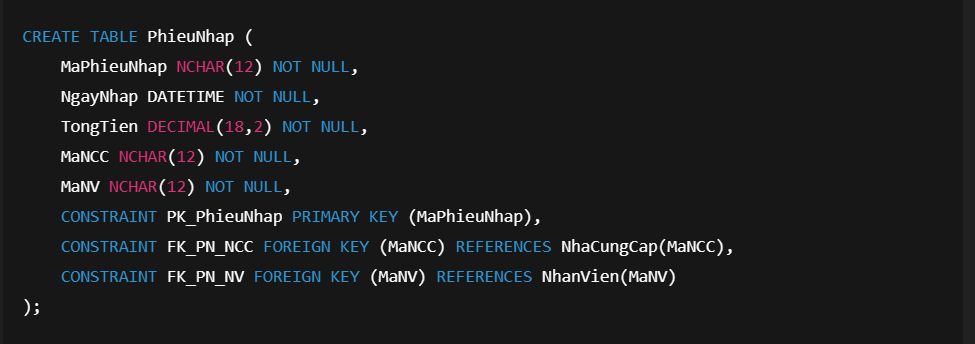 CREATE TABLE PhieuNhap (
    MaPhieuNhap NCHAR(12) NOT NULL,
    NgayNhap DATETIME NOT NULL,
    TongTien DECIMAL(18,2) NOT NULL,
    MaNCC NCHAR(12) NOT NULL,
    MaNV NCHAR(12) NOT NULL,
    CONSTRAINT PK_PhieuNhap PRIMARY KEY (MaPhieuNhap),
    CONSTRAINT FK_PN_NCC FOREIGN KEY (MaNCC) REFERENCES NhaCungCap(MaNCC),
    CONSTRAINT FK_PN_NV FOREIGN KEY (MaNV) REFERENCES NhanVien(MaNV)
);